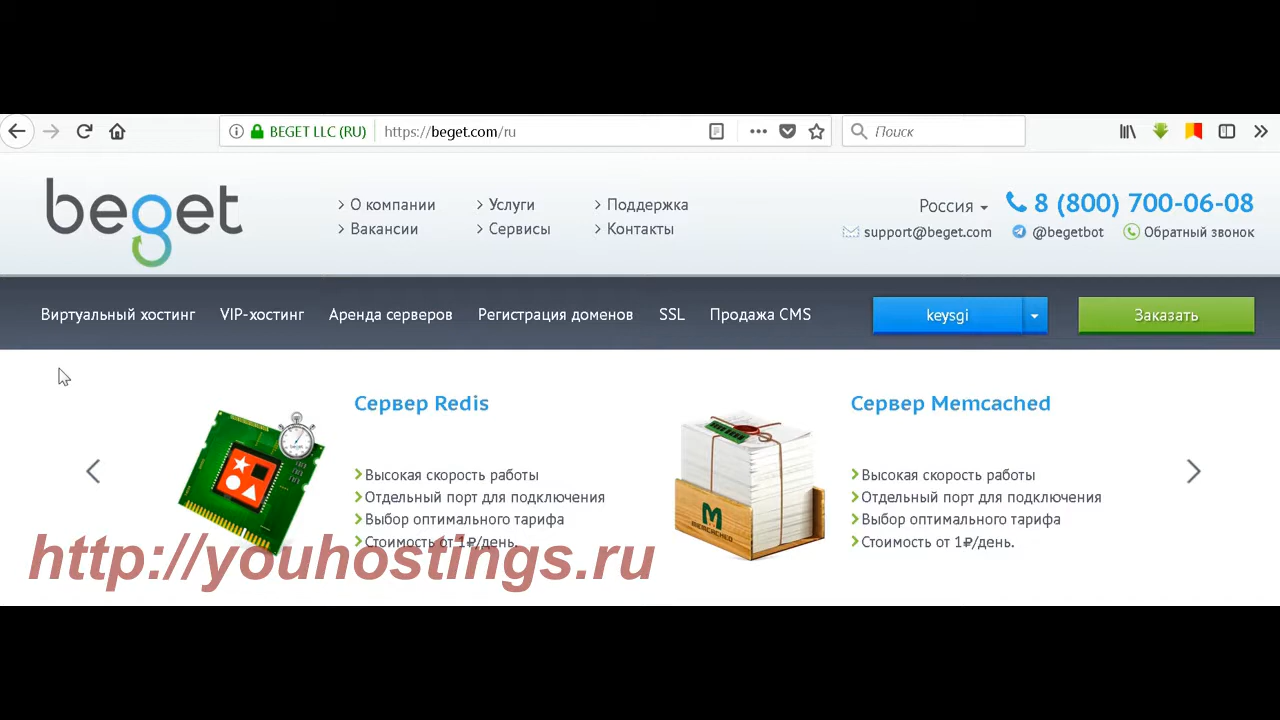 BEGET LLC (RU) https://beget.com/ru Поиск
beget
О компании Услуги Поддержка
Вакансии Сервисы Контакты
Россия 8 (800) 700-06-08
support@beget.com @begetbot Обратный звонок
Виртуальный хостинг VIP-хостинг Аренда серверов Регистрация доменов SSL Продажа CMS keysgi Заказать
Сервер Redis
Высокая скорость работы
Отдельный порт для подключения
Выбор оптимального тарифа
Стоимость от 1₽/день.
Сервер Memcached
Высокая скорость работы
Отдельный порт для подключения
Выбор оптимального тарифа
Стоимость от 1₽/день.
M
MEMCACHED
http://youhostings.ru